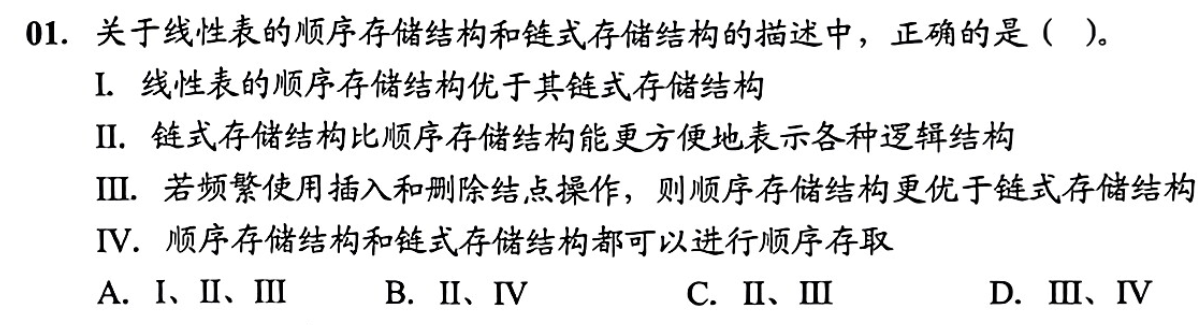 01. 关于线性表的顺序存储结构和链式存储结构的描述中，正确的是（ ）。
I. 线性表的顺序存储结构优于其链式存储结构
II. 链式存储结构比顺序存储结构能更方便地表示各种逻辑结构
III. 若频繁使用插入和删除结点操作，则顺序存储结构更优于链式存储结构
IV. 顺序存储结构和链式存储结构都可以进行顺序存取
A. I、II、III B. II、IV C. II、III D. III、IV